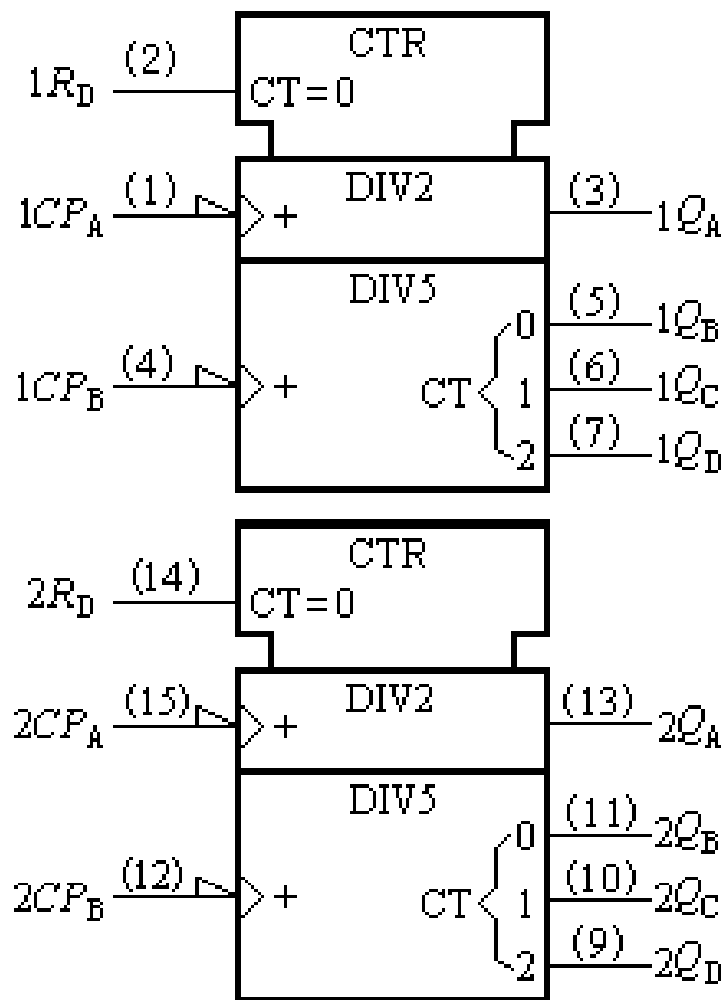 CTR
1R_D (2) CT=0
DIV2
1CP_A (1) + (3) 1Q_A
DIV5
0 (5) 1Q_B
1CP_B (4) + CT 1 (6) 1Q_C
2 (7) 1Q_D
CTR
2R_D (14) CT=0
DIV2
2CP_A (15) + (13) 2Q_A
DIV5
0 (11) 2Q_B
2CP_B (12) + CT 1 (10) 2Q_C
2 (9) 2Q_D